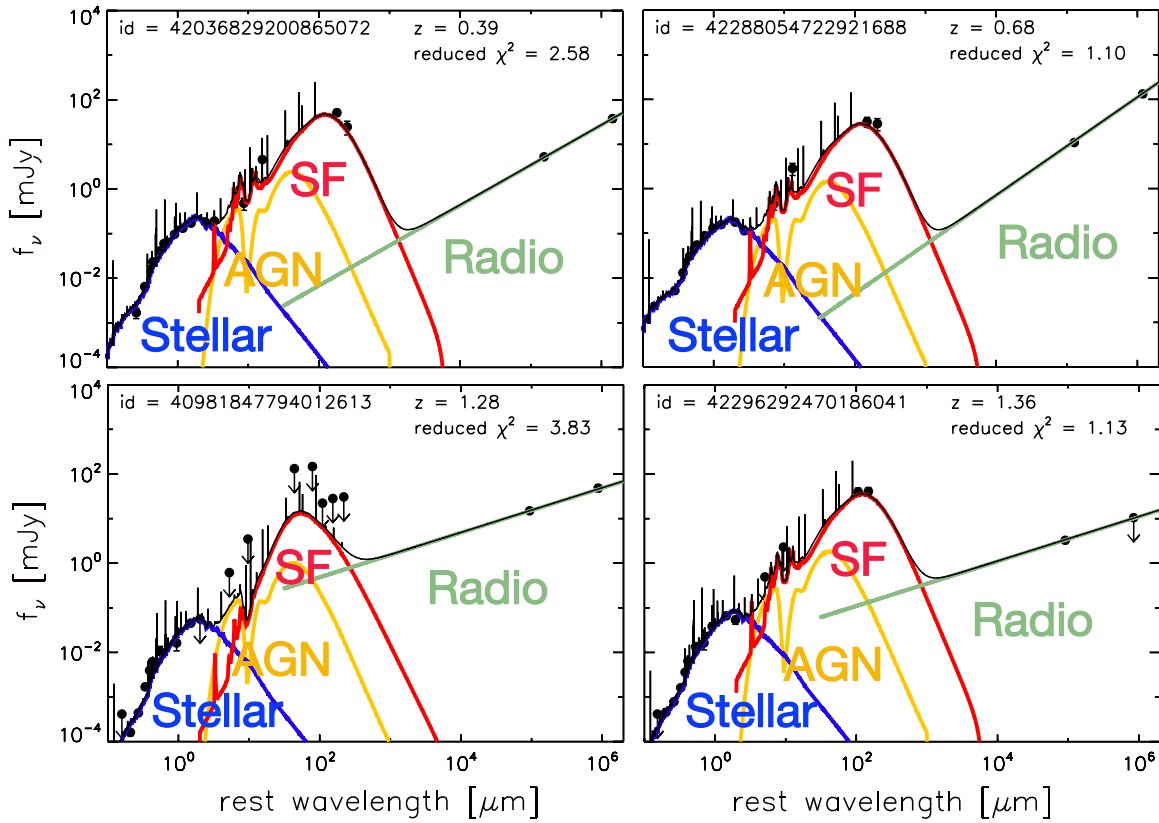 id = 42036829200865072 z = 0.39
reduced χ² = 2.58
SF
AGN
Radio
Stellar
id = 42288054722921688 z = 0.68
reduced χ² = 1.10
SF
AGN
Radio
Stellar
10⁴
10²
10⁰
10⁻²
10⁻⁴
f_ν [mJy]
id = 40981847794012613 z = 1.28
reduced χ² = 3.83
SF
AGN
Radio
Stellar
id = 42296292470186041 z = 1.36
reduced χ² = 1.13
SF
AGN
Radio
Stellar
10⁴
10²
10⁰
10⁻²
10⁻⁴
f_ν [mJy]
10⁰ 10² 10⁴ 10⁶
rest wavelength [μm]
10⁰ 10² 10⁴ 10⁶
rest wavelength [μm]